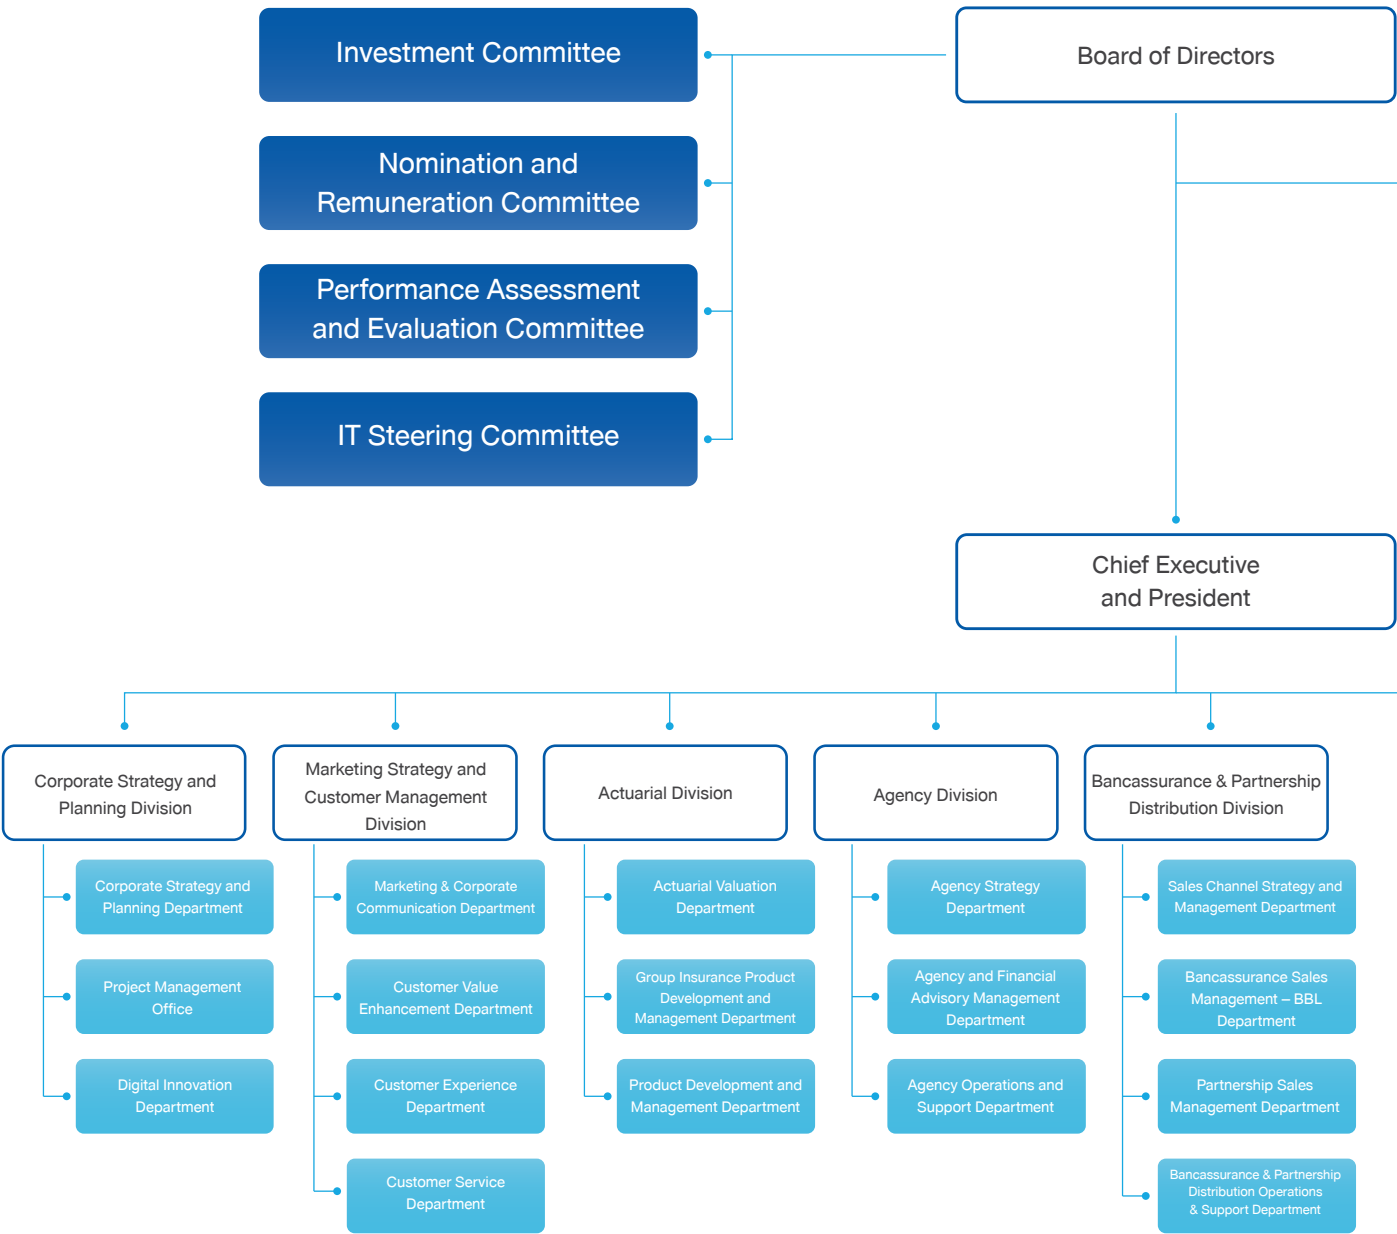 Investment Committee
Board of Directors
Nomination and
Remuneration Committee
Performance Assessment
and Evaluation Committee
IT Steering Committee
Chief Executive
and President
Corporate Strategy and
Planning Division
Corporate Strategy and
Planning Department
Project Management
Office
Digital Innovation
Department
Marketing Strategy and
Customer Management
Division
Marketing & Corporate
Communication Department
Customer Value
Enhancement Department
Customer Experience
Department
Customer Service
Department
Actuarial Division
Actuarial Valuation
Department
Group Insurance Product
Development and
Management Department
Product Development and
Management Department
Agency Division
Agency Strategy
Department
Agency and Financial
Advisory Management
Department
Agency Operations and
Support Department
Bancassurance & Partnership
Distribution Division
Sales Channel Strategy and
Management Department
Bancassurance Sales
Management – BBL
Department
Partnership Sales
Management Department
Bancassurance & Partnership
Distribution Operations
& Support Department